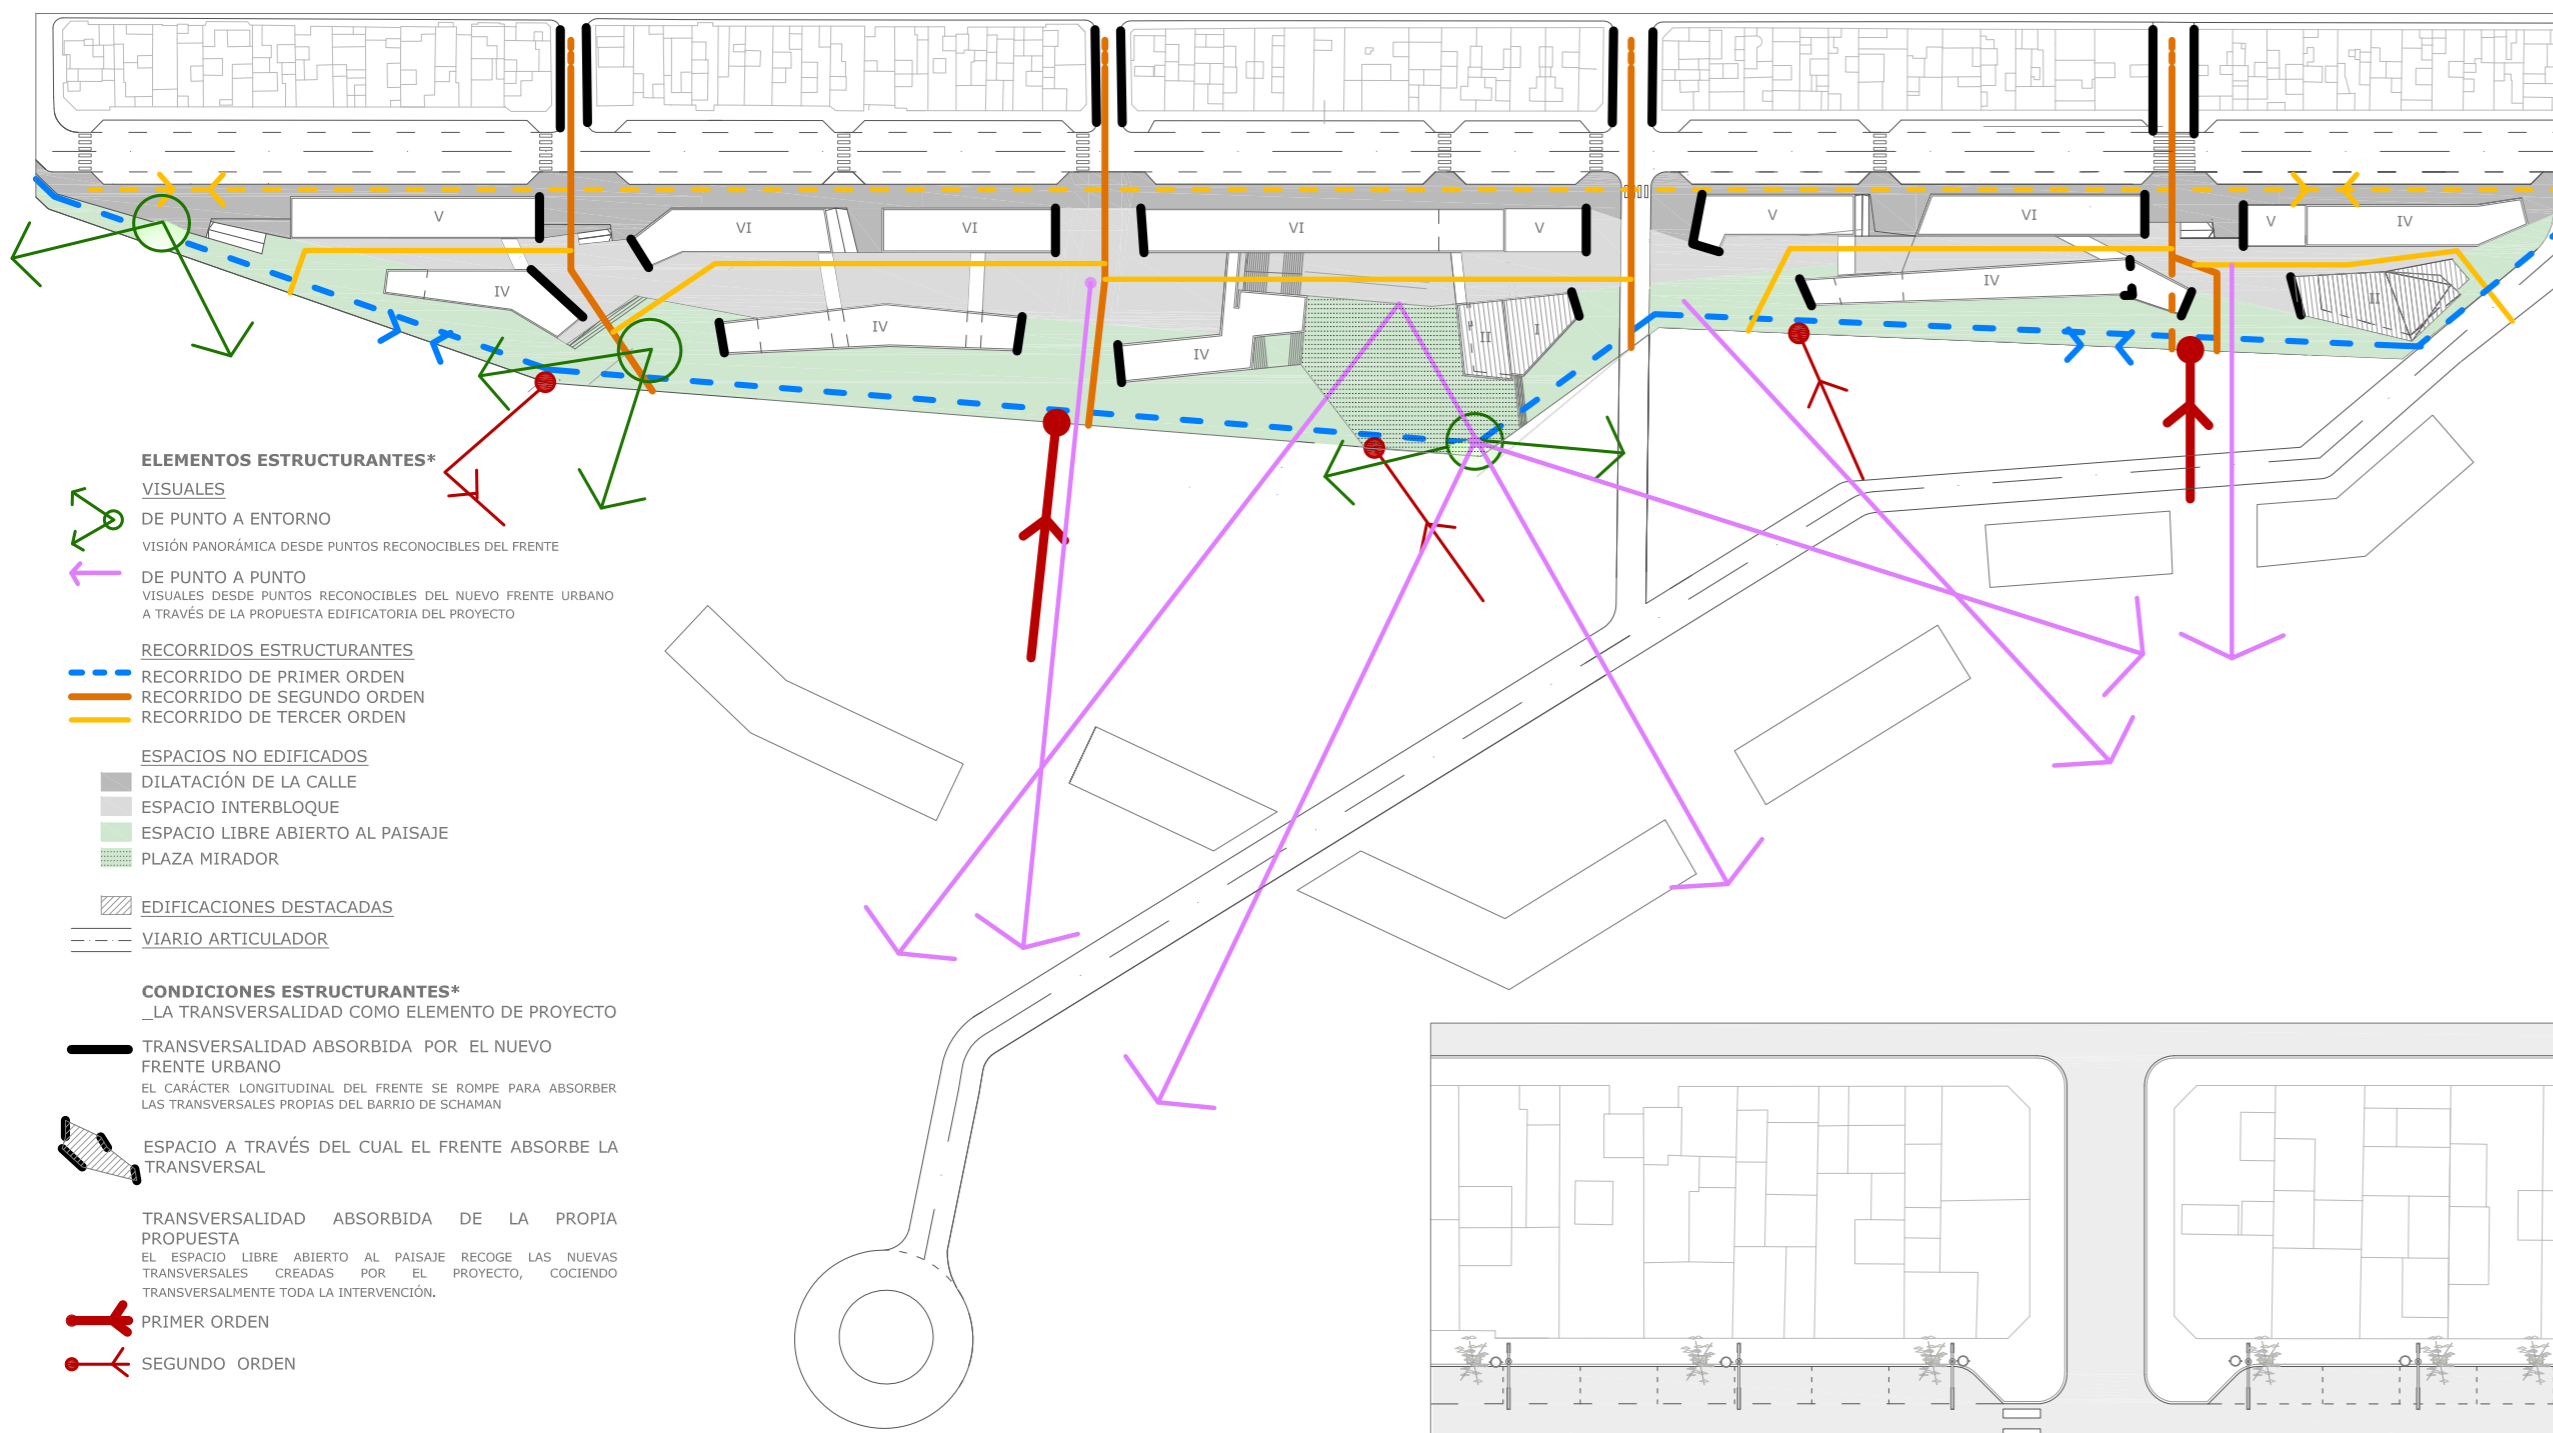 V
VI
VI
VI
V
V
VI
V
IV
IV
IV
IV
II
I
IV
II
ELEMENTOS ESTRUCTURANTES*
VISUALES
DE PUNTO A ENTORNO
VISIÓN PANORÁMICA DESDE PUNTOS RECONOCIBLES DEL FRENTE
DE PUNTO A PUNTO
VISUALES DESDE PUNTOS RECONOCIBLES DEL NUEVO FRENTE URBANO
A TRAVÉS DE LA PROPUESTA EDIFICATORIA DEL PROYECTO
RECORRIDOS ESTRUCTURANTES
RECORRIDO DE PRIMER ORDEN
RECORRIDO DE SEGUNDO ORDEN
RECORRIDO DE TERCER ORDEN
ESPACIOS NO EDIFICADOS
DILATACIÓN DE LA CALLE
ESPACIO INTERBLOQUE
ESPACIO LIBRE ABIERTO AL PAISAJE
PLAZA MIRADOR
EDIFICACIONES DESTACADAS
VIARIO ARTICULADOR
CONDICIONES ESTRUCTURANTES*
_LA TRANSVERSALIDAD COMO ELEMENTO DE PROYECTO
TRANSVERSALIDAD ABSORBIDA POR EL NUEVO
FRENTE URBANO
EL CARÁCTER LONGITUDINAL DEL FRENTE SE ROMPE PARA ABSORBER
LAS TRANSVERSALES PROPIAS DEL BARRIO DE SCHAMAN
ESPACIO A TRAVÉS DEL CUAL EL FRENTE ABSORBE LA
TRANSVERSAL
TRANSVERSALIDAD ABSORBIDA DE LA PROPIA
PROPUESTA
EL ESPACIO LIBRE ABIERTO AL PAISAJE RECOGE LAS NUEVAS
TRANSVERSALES CREADAS POR EL PROYECTO, COCIENDO
TRANSVERSALMENTE TODA LA INTERVENCIÓN.
PRIMER ORDEN
SEGUNDO ORDEN